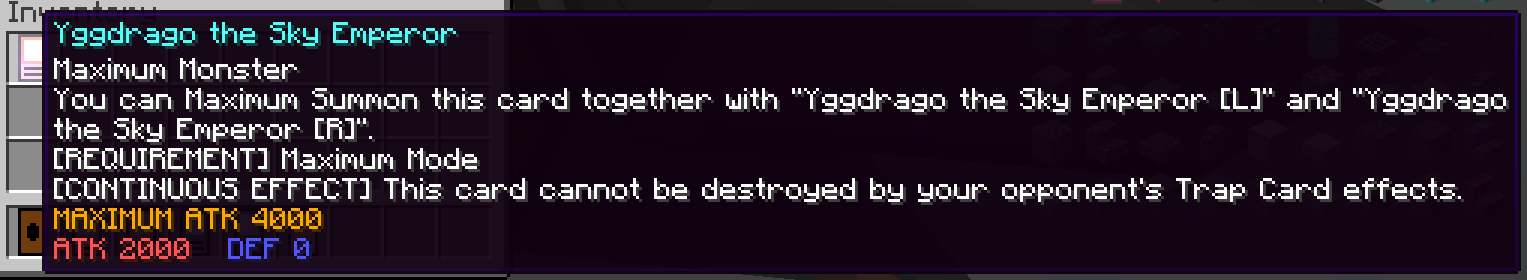 Inventory
Yggdrago the Sky Emperor
Maximum Monster
You can Maximum Summon this card together with "Yggdrago the Sky Emperor [L]" and "Yggdrago
the Sky Emperor [R]".
[REQUIREMENT] Maximum Mode
[CONTINUOUS EFFECT] This card cannot be destroyed by your opponent's Trap Card effects.
MAXIMUM ATK 4000
ATK 2000 DEF 0